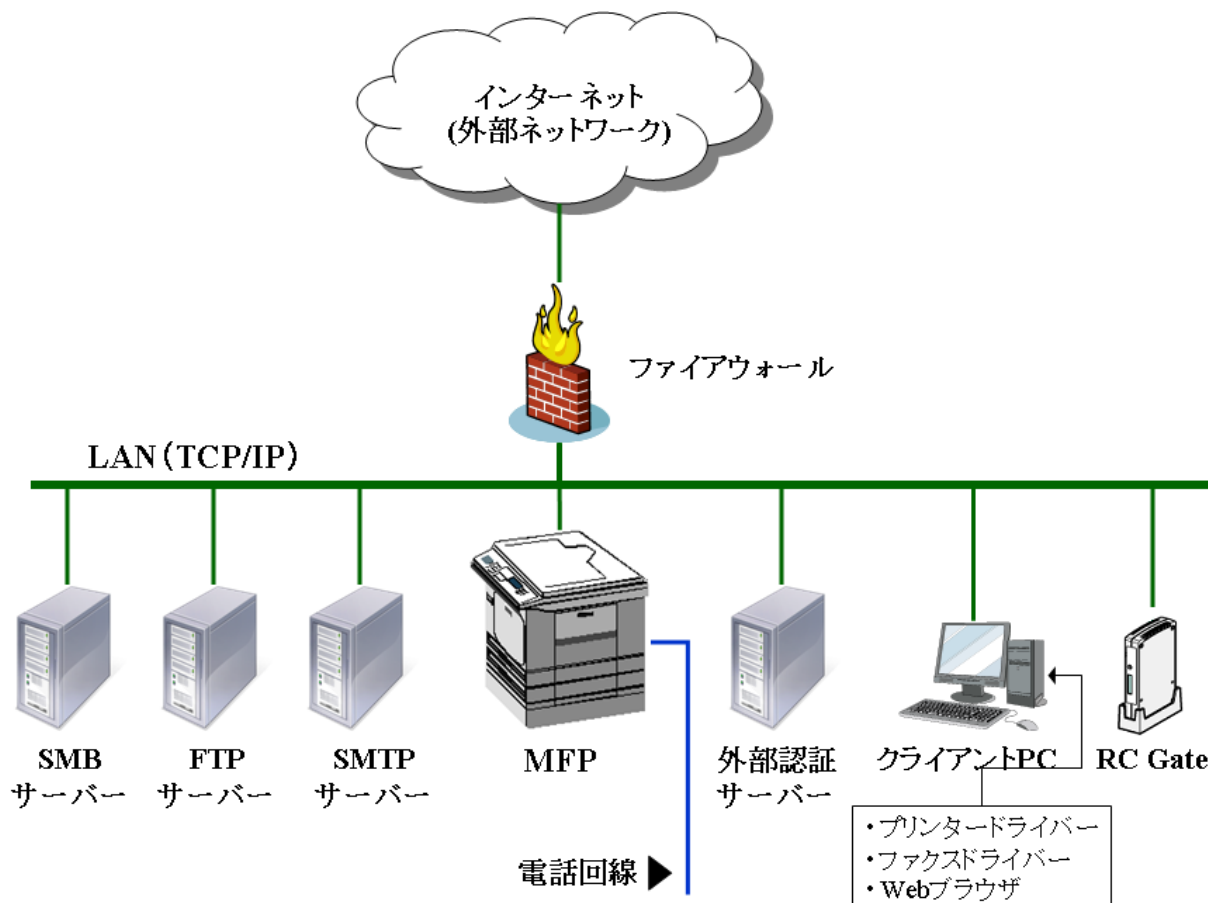 インターネット
(外部ネットワーク)
ファイアウォール
LAN（TCP/IP）
SMB
サーバー
FTP
サーバー
SMTP
サーバー
MFP
外部認証
サーバー
クライアントPC
RC Gate
・プリンタードライバー
・ファクスドライバー
・Webブラウザ
電話回線